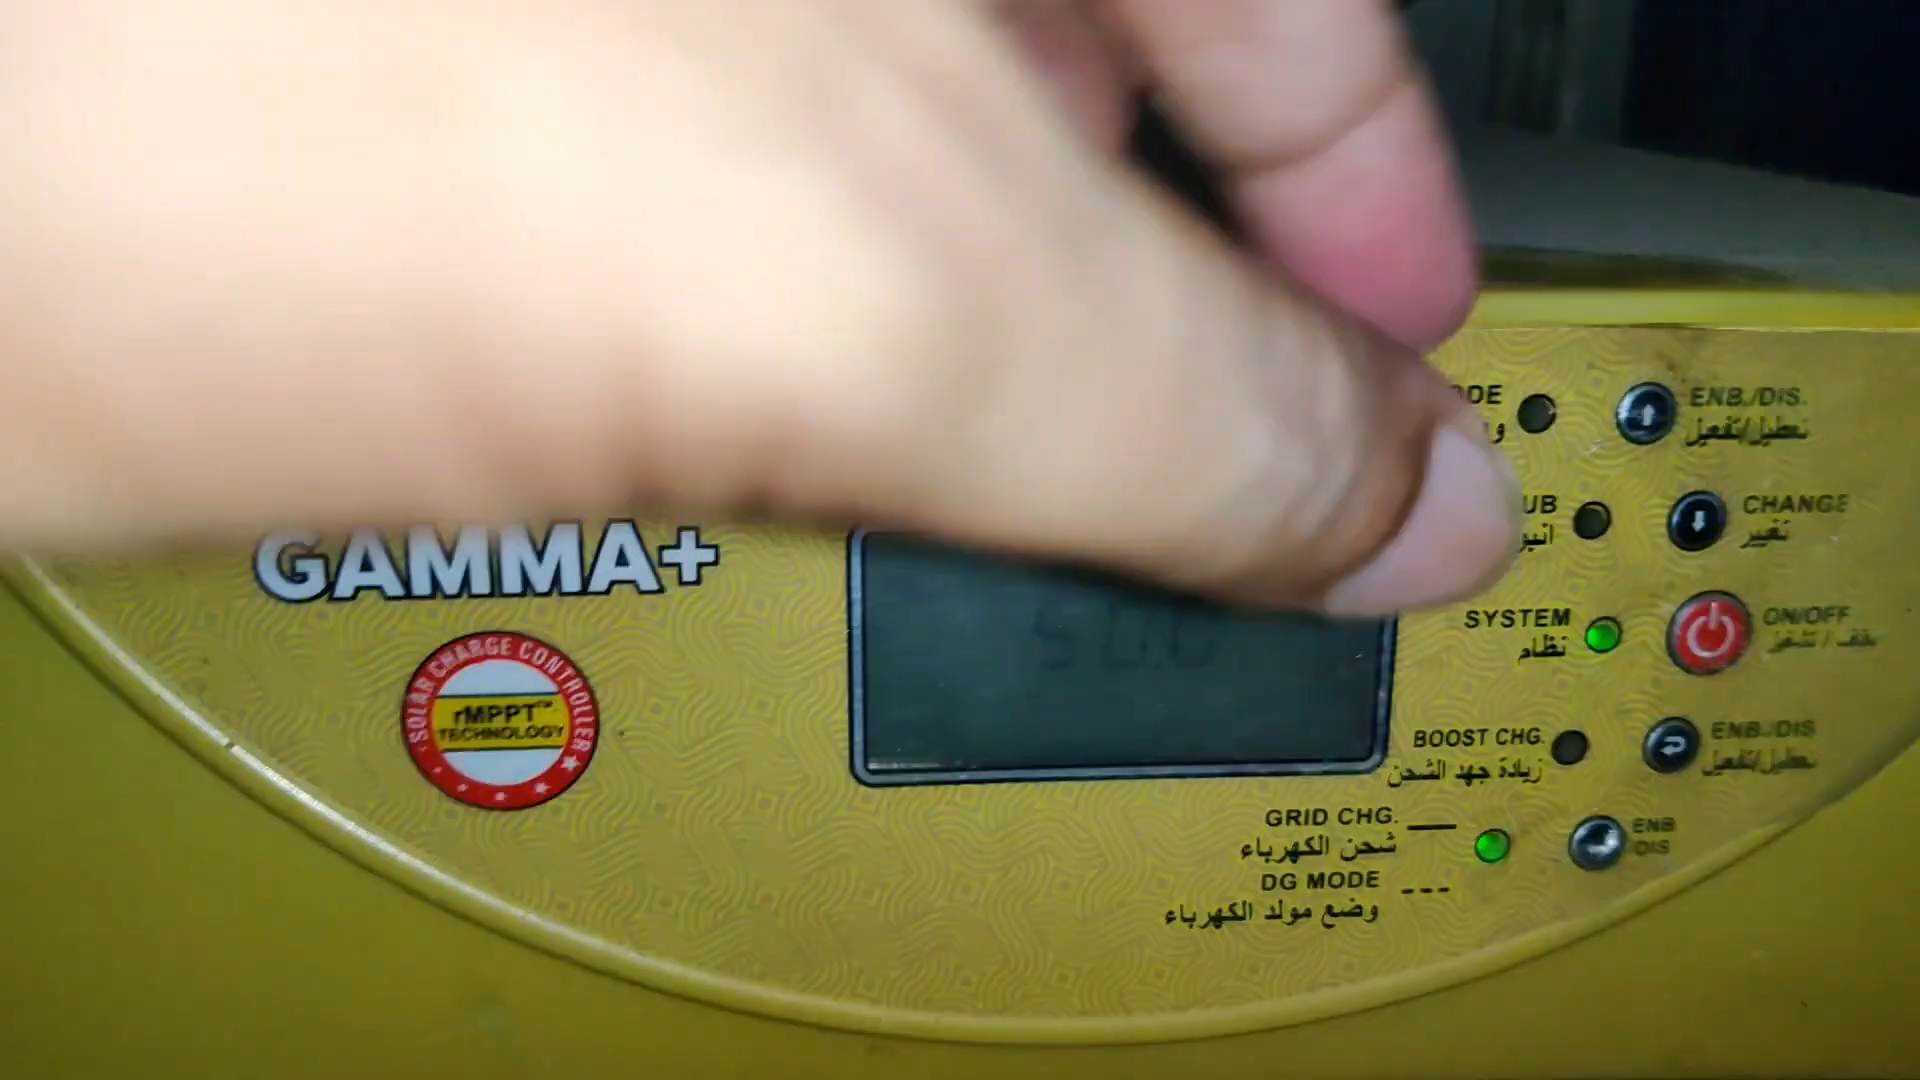 ENB./DIS.
تعطيل/تفعيل
CHANGE
تغيير
GAMMA+
SYSTEM
نظام
ON/OFF
SOLAR CHARGE CONTROLLER
rMPPT™
TECHNOLOGY
BOOST CHG.
زيادة جهد الشحن
ENB./DIS
تعطيل/تفعيل
GRID CHG.
شحن الكهرباء
ENB
DIS
DG MODE
وضع مولد الكهرباء